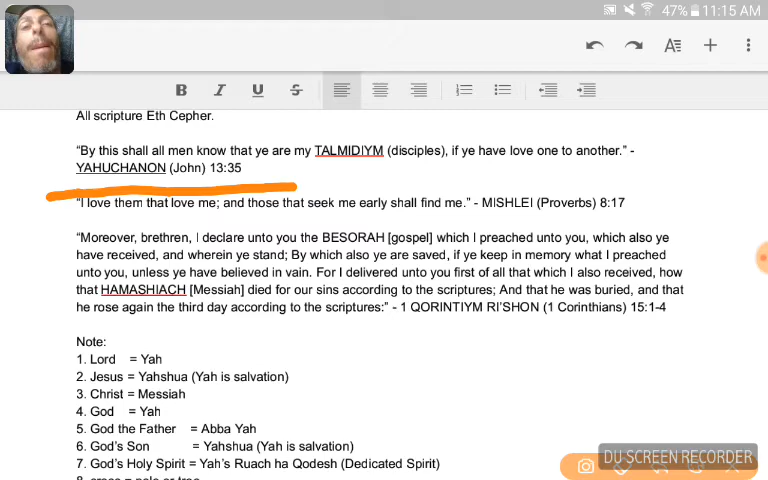 47% 11:15 AM
B I U S
All scripture Eth Cepher.
“By this shall all men know that ye are my TALMIDIYM (disciples), if ye have love one to another.” -
YAHUCHANON (John) 13:35
“I love them that love me; and those that seek me early shall find me.” - MISHLEI (Proverbs) 8:17
“Moreover, brethren, I declare unto you the BESORAH [gospel] which I preached unto you, which also ye
have received, and wherein ye stand; By which also ye are saved, if ye keep in memory what I preached
unto you, unless ye have believed in vain. For I delivered unto you first of all that which I also received, how
that HAMASHIACH [Messiah] died for our sins according to the scriptures; And that he was buried, and that
he rose again the third day according to the scriptures:” - 1 QORINTIYM RI’SHON (1 Corinthians) 15:1-4
Note:
1. Lord = Yah
2. Jesus = Yahshua (Yah is salvation)
3. Christ = Messiah
4. God = Yah
5. God the Father = Abba Yah
6. God’s Son = Yahshua (Yah is salvation)
7. God’s Holy Spirit = Yah’s Ruach ha Qodesh (Dedicated Spirit)
8. cross = pole or tree
DU SCREEN RECORDER